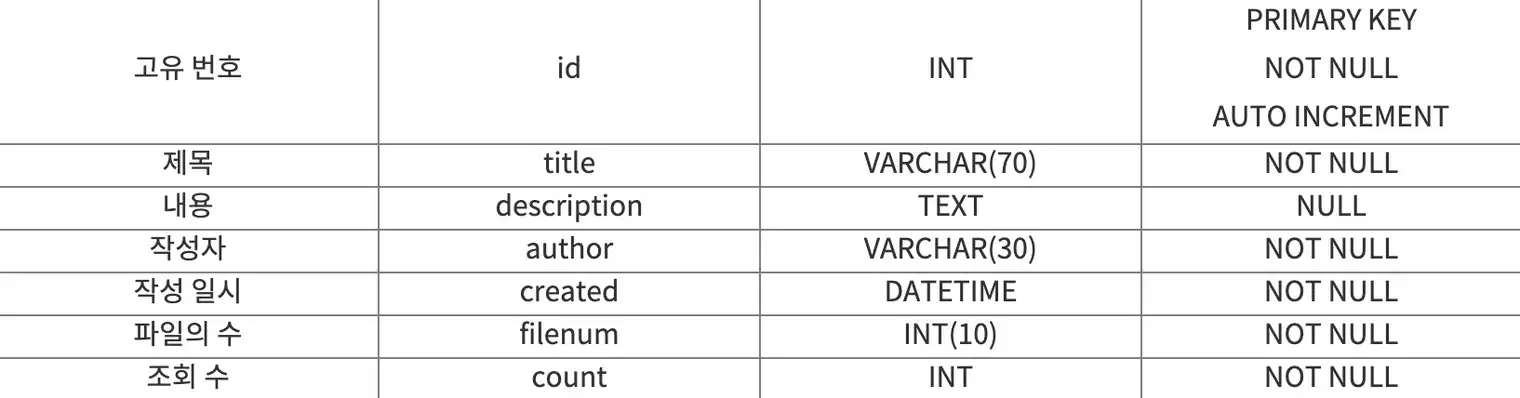 고유 번호 id INT PRIMARY KEY
NOT NULL
AUTO INCREMENT
제목 title VARCHAR(70) NOT NULL
내용 description TEXT NULL
작성자 author VARCHAR(30) NOT NULL
작성 일시 created DATETIME NOT NULL
파일의 수 filenum INT(10) NOT NULL
조회 수 count INT NOT NULL